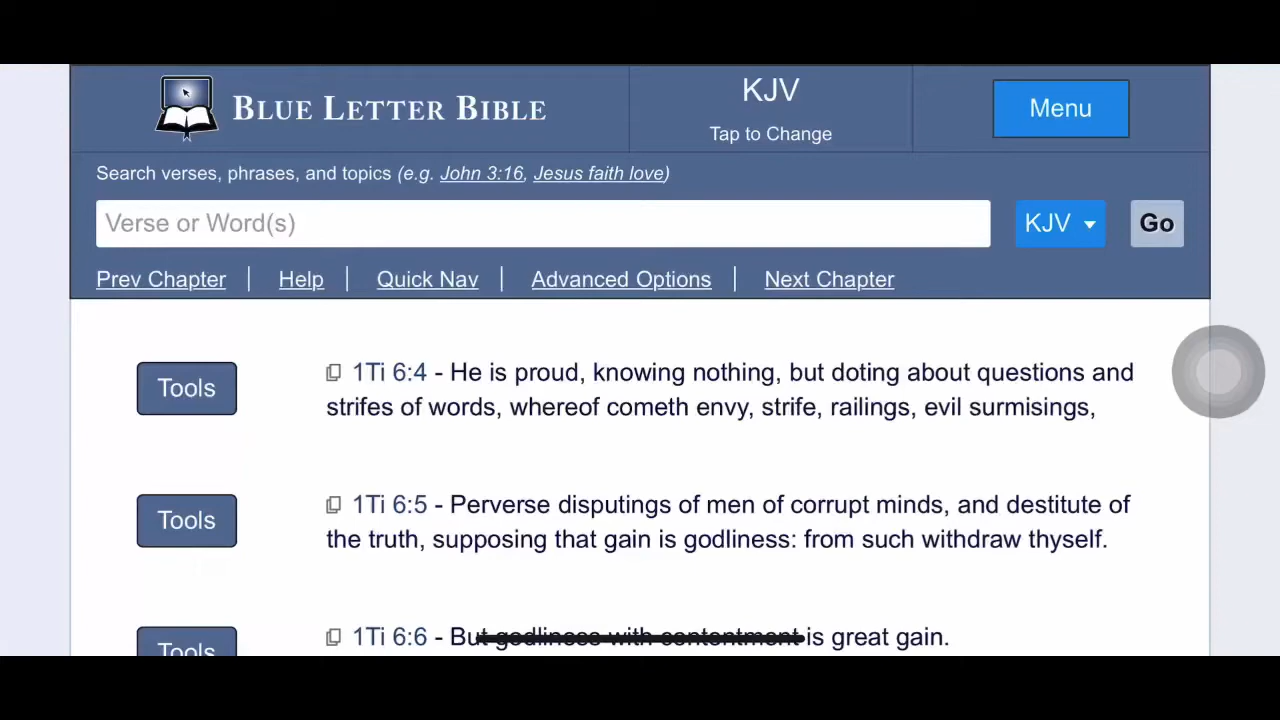 BLUE LETTER BIBLE
KJV
Tap to Change
Menu
Search verses, phrases, and topics (e.g. John 3:16, Jesus faith love)
Verse or Word(s)
KJV
Go
Prev Chapter | Help | Quick Nav | Advanced Options | Next Chapter
Tools
1Ti 6:4 - He is proud, knowing nothing, but doting about questions and
strifes of words, whereof cometh envy, strife, railings, evil surmisings,
Tools
1Ti 6:5 - Perverse disputings of men of corrupt minds, and destitute of
the truth, supposing that gain is godliness: from such withdraw thyself.
Tools
1Ti 6:6 - But godliness with contentment is great gain.